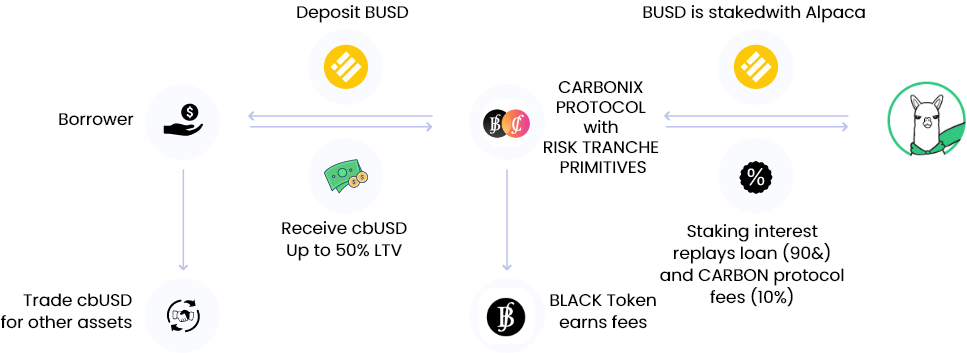 Deposit BUSD
BUSD is stakedwith Alpaca
Borrower
CARBONIX
PROTOCOL
with
RISK TRANCHE
PRIMITIVES
Receive cbUSD
Up to 50% LTV
Staking interest
replays loan (90&)
and CARBON protocol
fees (10%)
Trade cbUSD
for other assets
BLACK Token
earns fees